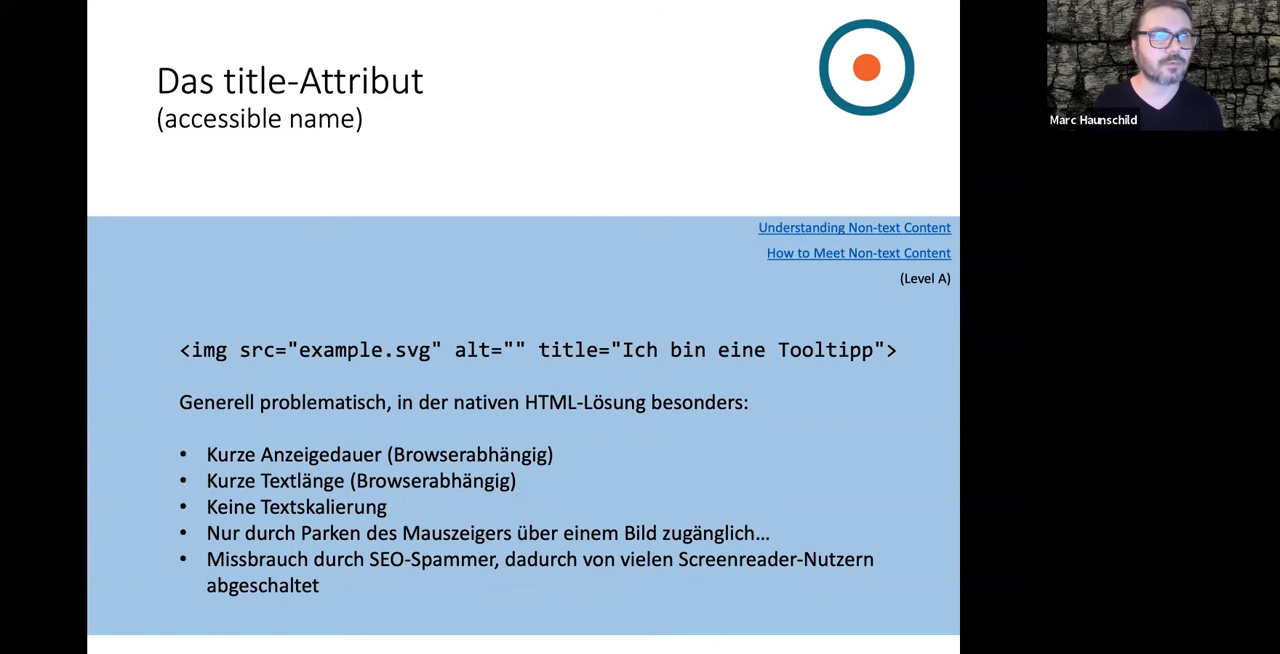 Das title-Attribut
(accessible name)
Marc Haunschild
Understanding Non-text Content
How to Meet Non-text Content
(Level A)
<img src="example.svg" alt="" title="Ich bin eine Tooltipp">
Generell problematisch, in der nativen HTML-Lösung besonders:
• Kurze Anzeigedauer (Browserabhängig)
• Kurze Textlänge (Browserabhängig)
• Keine Textskalierung
• Nur durch Parken des Mauszeigers über einem Bild zugänglich…
• Missbrauch durch SEO-Spammer, dadurch von vielen Screenreader-Nutzern
abgeschaltet